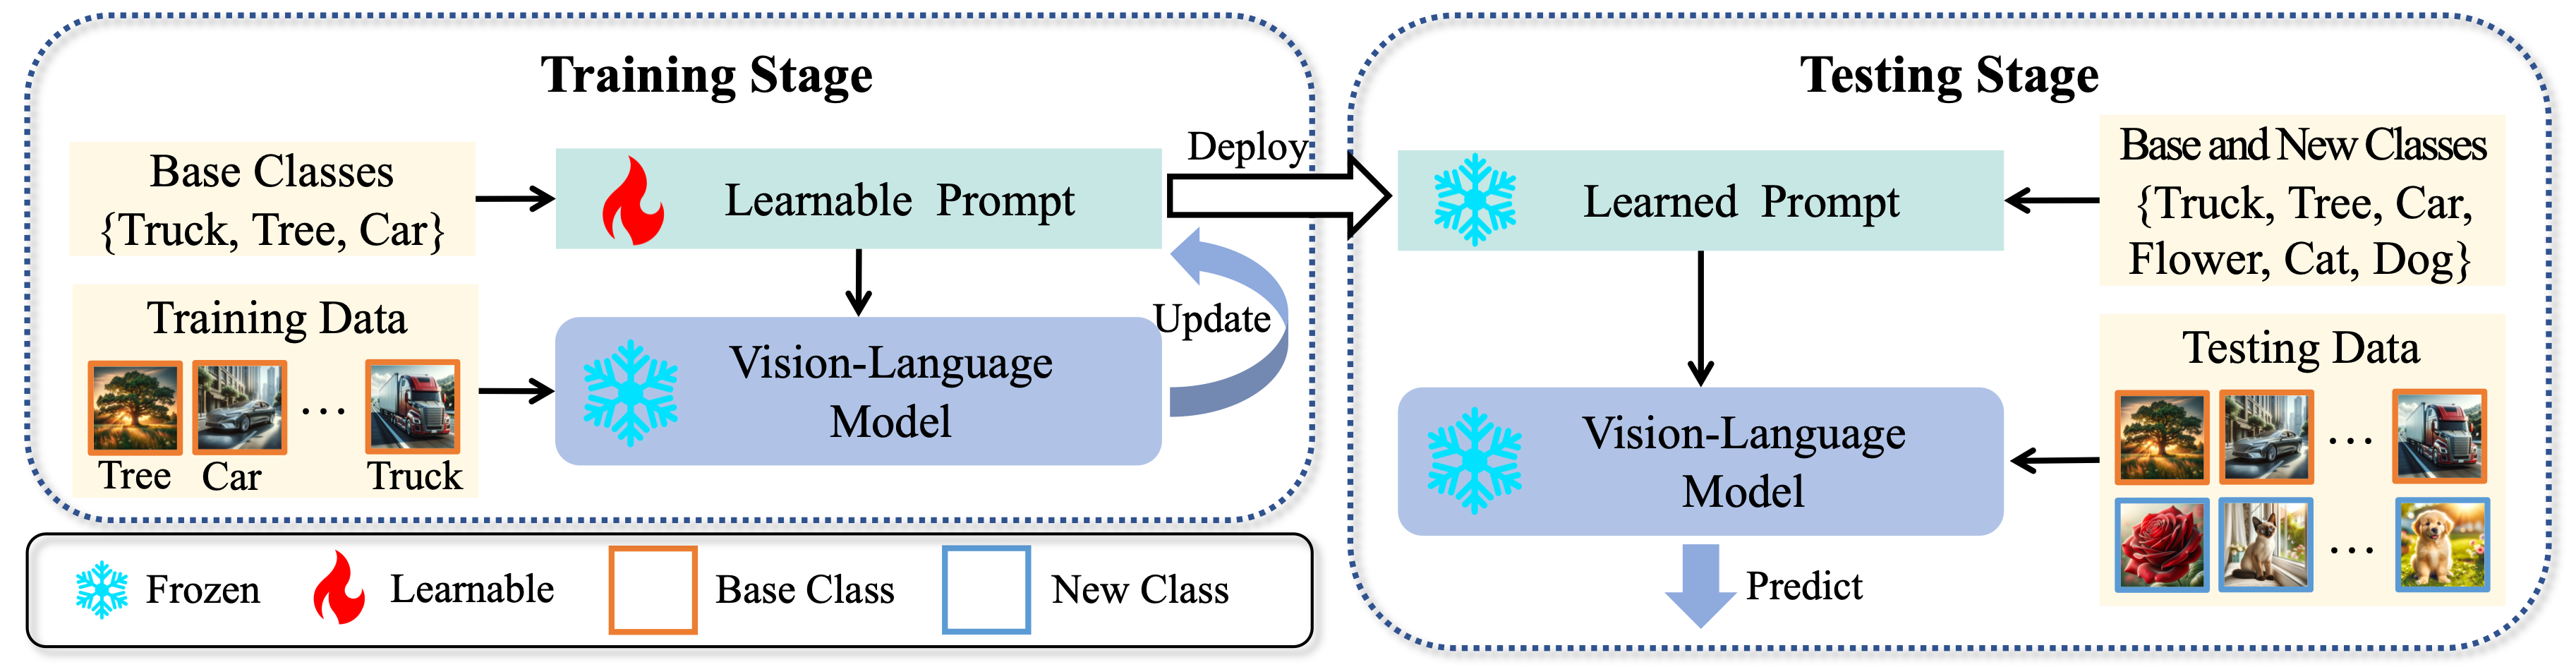 Training Stage
Base Classes
{Truck, Tree, Car}
Learnable Prompt
Deploy
Training Data
Tree Car ... Truck
Vision-Language
Model
Update
Frozen
Learnable
Base Class
New Class
Testing Stage
Learned Prompt
Base and New Classes
{Truck, Tree, Car,
Flower, Cat, Dog}
Vision-Language
Model
Testing Data
...
...
Predict